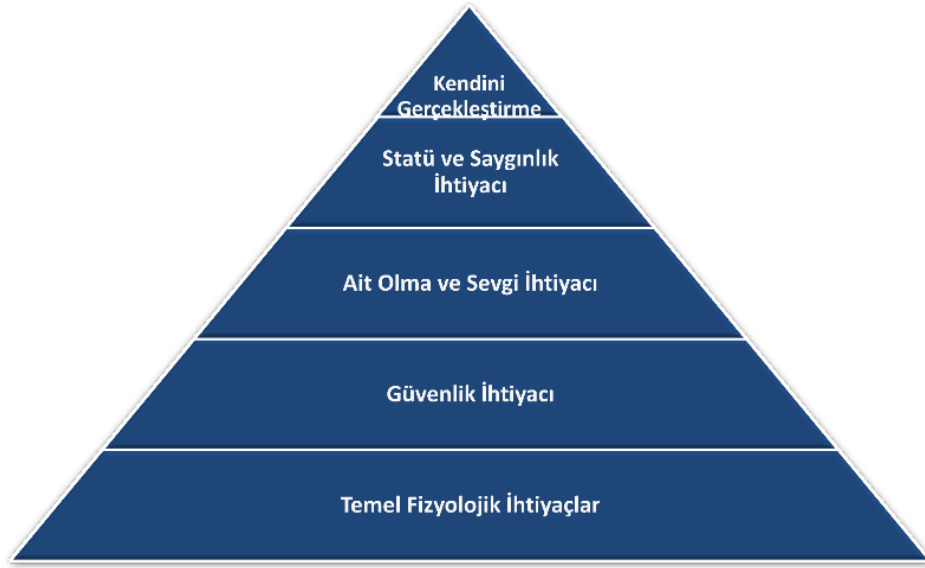 Kendini
Gerçekleştirme
Statü ve Saygınlık
İhtiyacı
Ait Olma ve Sevgi İhtiyacı
Güvenlik İhtiyacı
Temel Fizyolojik İhtiyaçlar